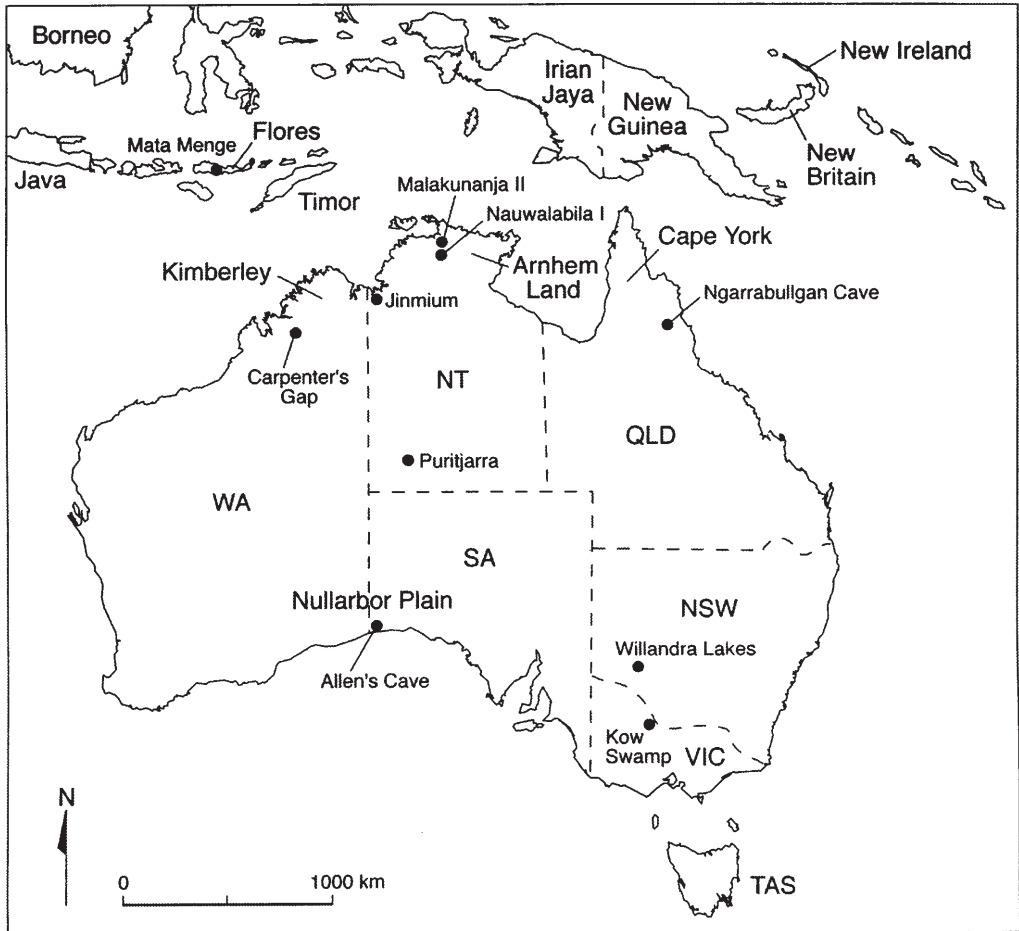 Borneo
New Ireland
Irian
Jaya
New
Guinea
Flores
Mata Menge
New
Britain
Java
Malakunanja II
Timor
Nauwalabila I
Cape York
Kimberley
Arnhem
Land
Jinmium
Ngarrabullgan Cave
Carpenter's
Gap
NT
QLD
Puritjarra
WA
SA
Nullarbor Plain
NSW
Willandra Lakes
Allen's Cave
Kow
Swamp
VIC
N
0 1000 km
TAS